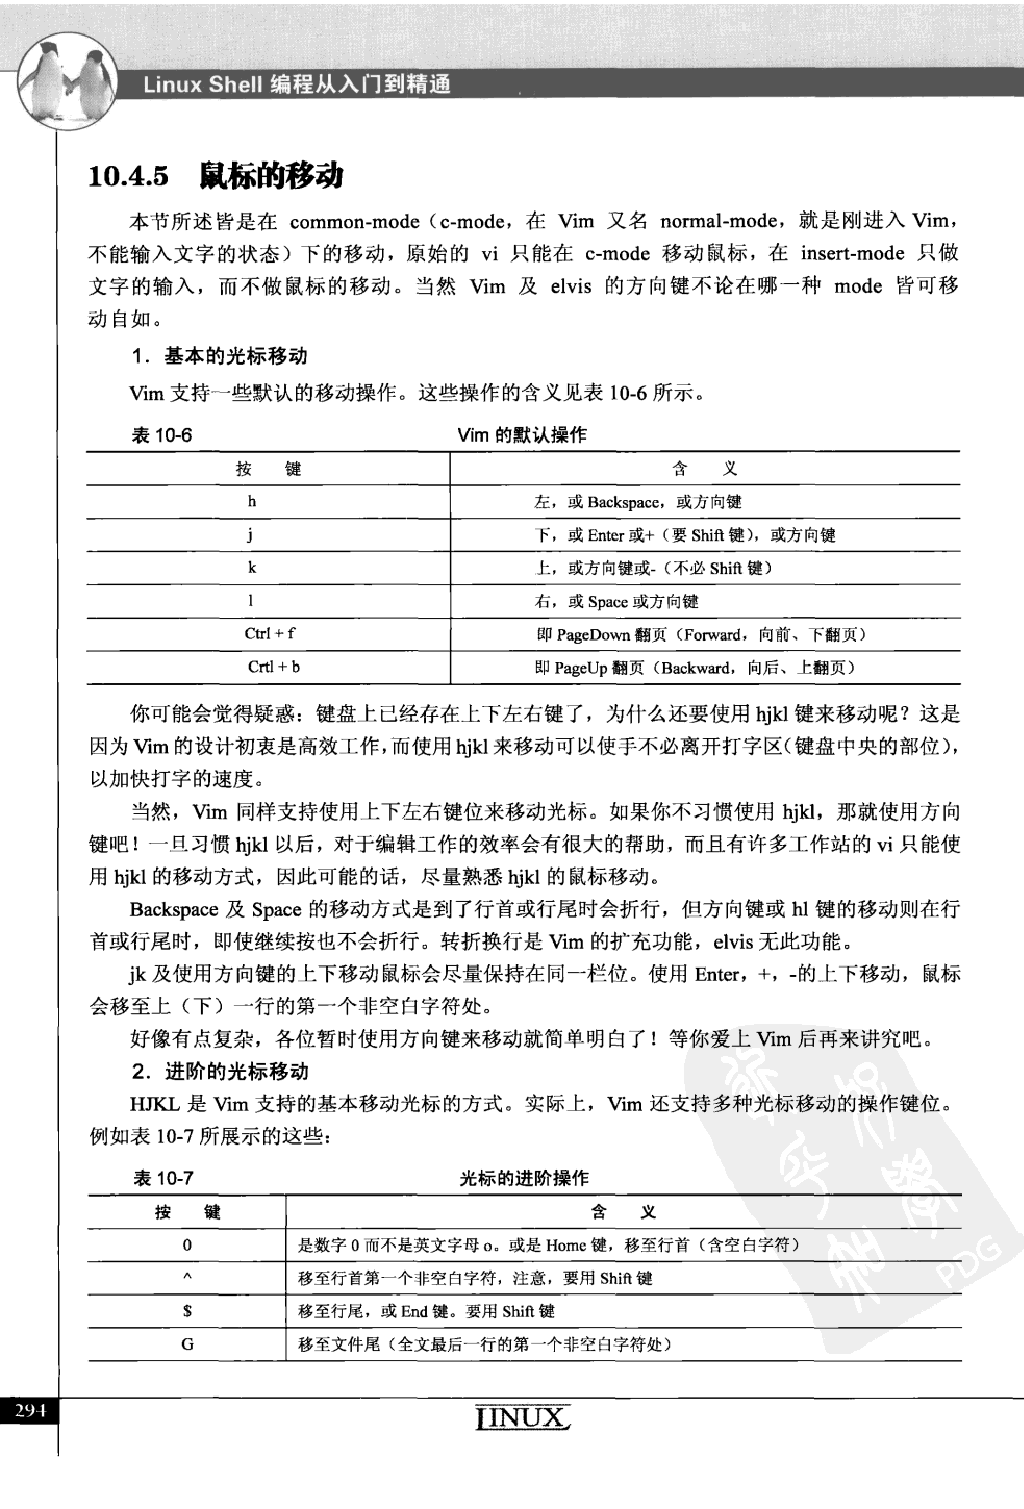 Linux Shell 编程从入门到精通
10.4.5 鼠标的移动
本节所述皆是在 common-mode（c-mode，在 Vim 又名 normal-mode，就是刚进入 Vim，
不能输入文字的状态）下的移动，原始的 vi 只能在 c-mode 移动鼠标，在 insert-mode 只做
文字的输入，而不做鼠标的移动。当然 Vim 及 elvis 的方向键不论在哪一种 mode 皆可移
动自如。
1．基本的光标移动
Vim 支持一些默认的移动操作。这些操作的含义见表 10-6 所示。
表 10-6 Vim 的默认操作
按 键 含 义
h 左，或 Backspace，或方向键
j 下，或 Enter 或+（要 Shift 键），或方向键
k 上，或方向键或-（不必 Shift 键）
l 右，或 Space 或方向键
Ctrl + f 即 PageDown 翻页（Forward，向前、下翻页）
Crtl + b 即 PageUp 翻页（Backward，向后、上翻页）
你可能会觉得疑惑：键盘上已经存在上下左右键了，为什么还要使用 hjkl 键来移动呢？这是
因为 Vim 的设计初衷是高效工作，而使用 hjkl 来移动可以使手不必离开打字区（键盘中央的部位），
以加快打字的速度。
当然，Vim 同样支持使用上下左右键位来移动光标。如果你不习惯使用 hjkl，那就使用方向
键吧！一旦习惯 hjkl 以后，对于编辑工作的效率会有很大的帮助，而且有许多工作站的 vi 只能使
用 hjkl 的移动方式，因此可能的话，尽量熟悉 hjkl 的鼠标移动。
Backspace 及 Space 的移动方式是到了行首或行尾时会折行，但方向键或 hl 键的移动则在行
首或行尾时，即使继续按也不会折行。转折换行是 Vim 的扩充功能，elvis 无此功能。
jk 及使用方向键的上下移动鼠标会尽量保持在同一栏位。使用 Enter，+，-的上下移动，鼠标
会移至上（下）一行的第一个非空白字符处。
好像有点复杂，各位暂时使用方向键来移动就简单明白了！等你爱上 Vim 后再来讲究吧。
2．进阶的光标移动
HJKL 是 Vim 支持的基本移动光标的方式。实际上，Vim 还支持多种光标移动的操作键位。
例如表 10-7 所展示的这些：
表 10-7 光标的进阶操作
按 键 含 义
0 是数字 0 而不是英文字母 o。或是 Home 键，移至行首（含空白字符）
^ 移至行首第一个非空白字符，注意，要用 Shift 键
$ 移至行尾，或 End 键。要用 Shift 键
G 移至文件尾（全文最后一行的第一个非空白字符处）
PDG
294
LINUX